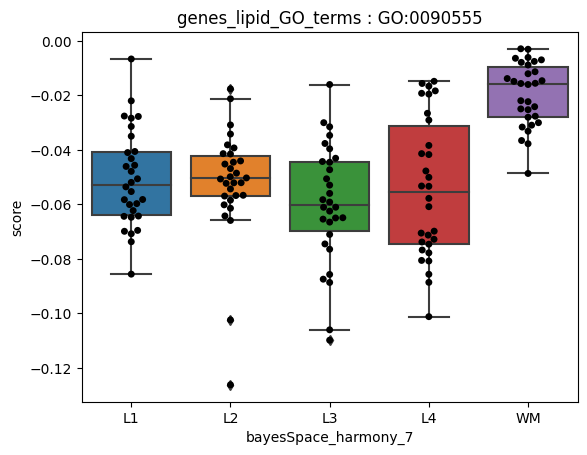 genes_lipid_GO_terms : GO:0090555
0.00
−0.02
−0.04
−0.06
−0.08
−0.10
−0.12
score
L1 L2 L3 L4 WM
bayesSpace_harmony_7